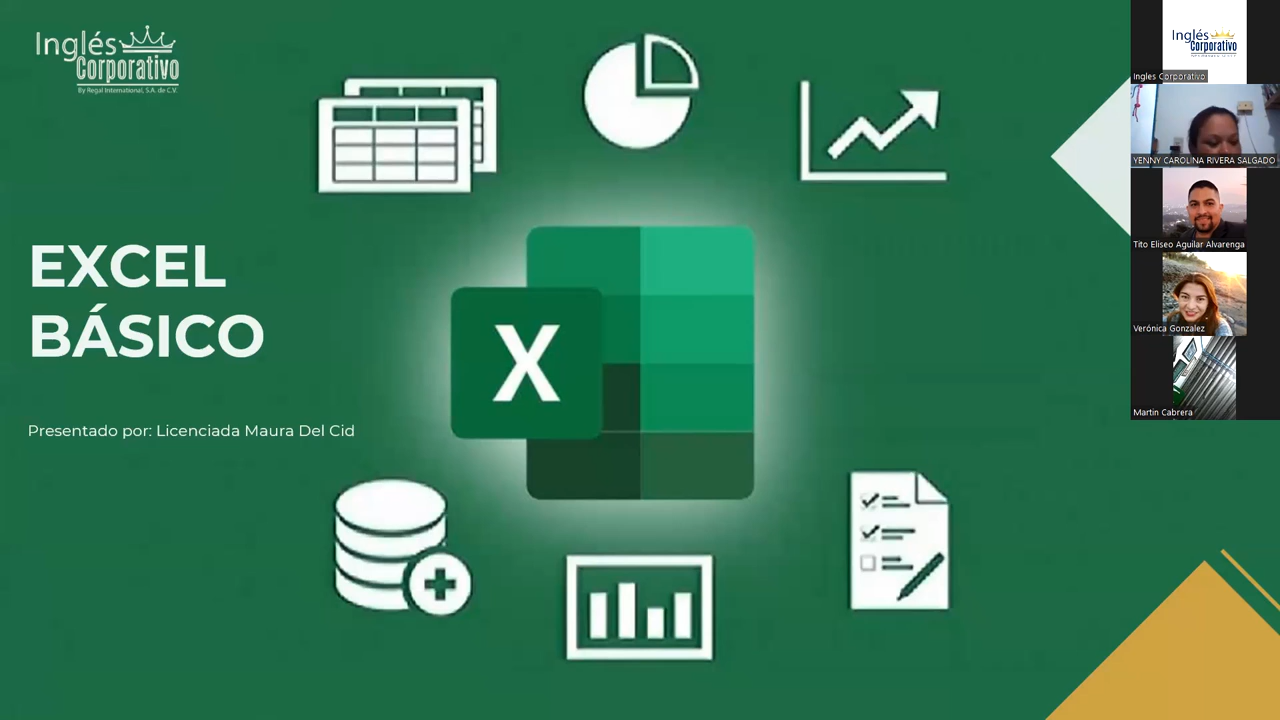 Inglés
Corporativo
By Regal International, S.A. de C.V.
EXCEL
BÁSICO
Presentado por: Licenciada Maura Del Cid
X
Inglés
Corporativo
Ingles Corporativo
YENNY CAROLINA RIVERA SALGADO
Tito Eliseo Aguilar Alvarenga
Verónica Gonzalez
Martin Cabrera